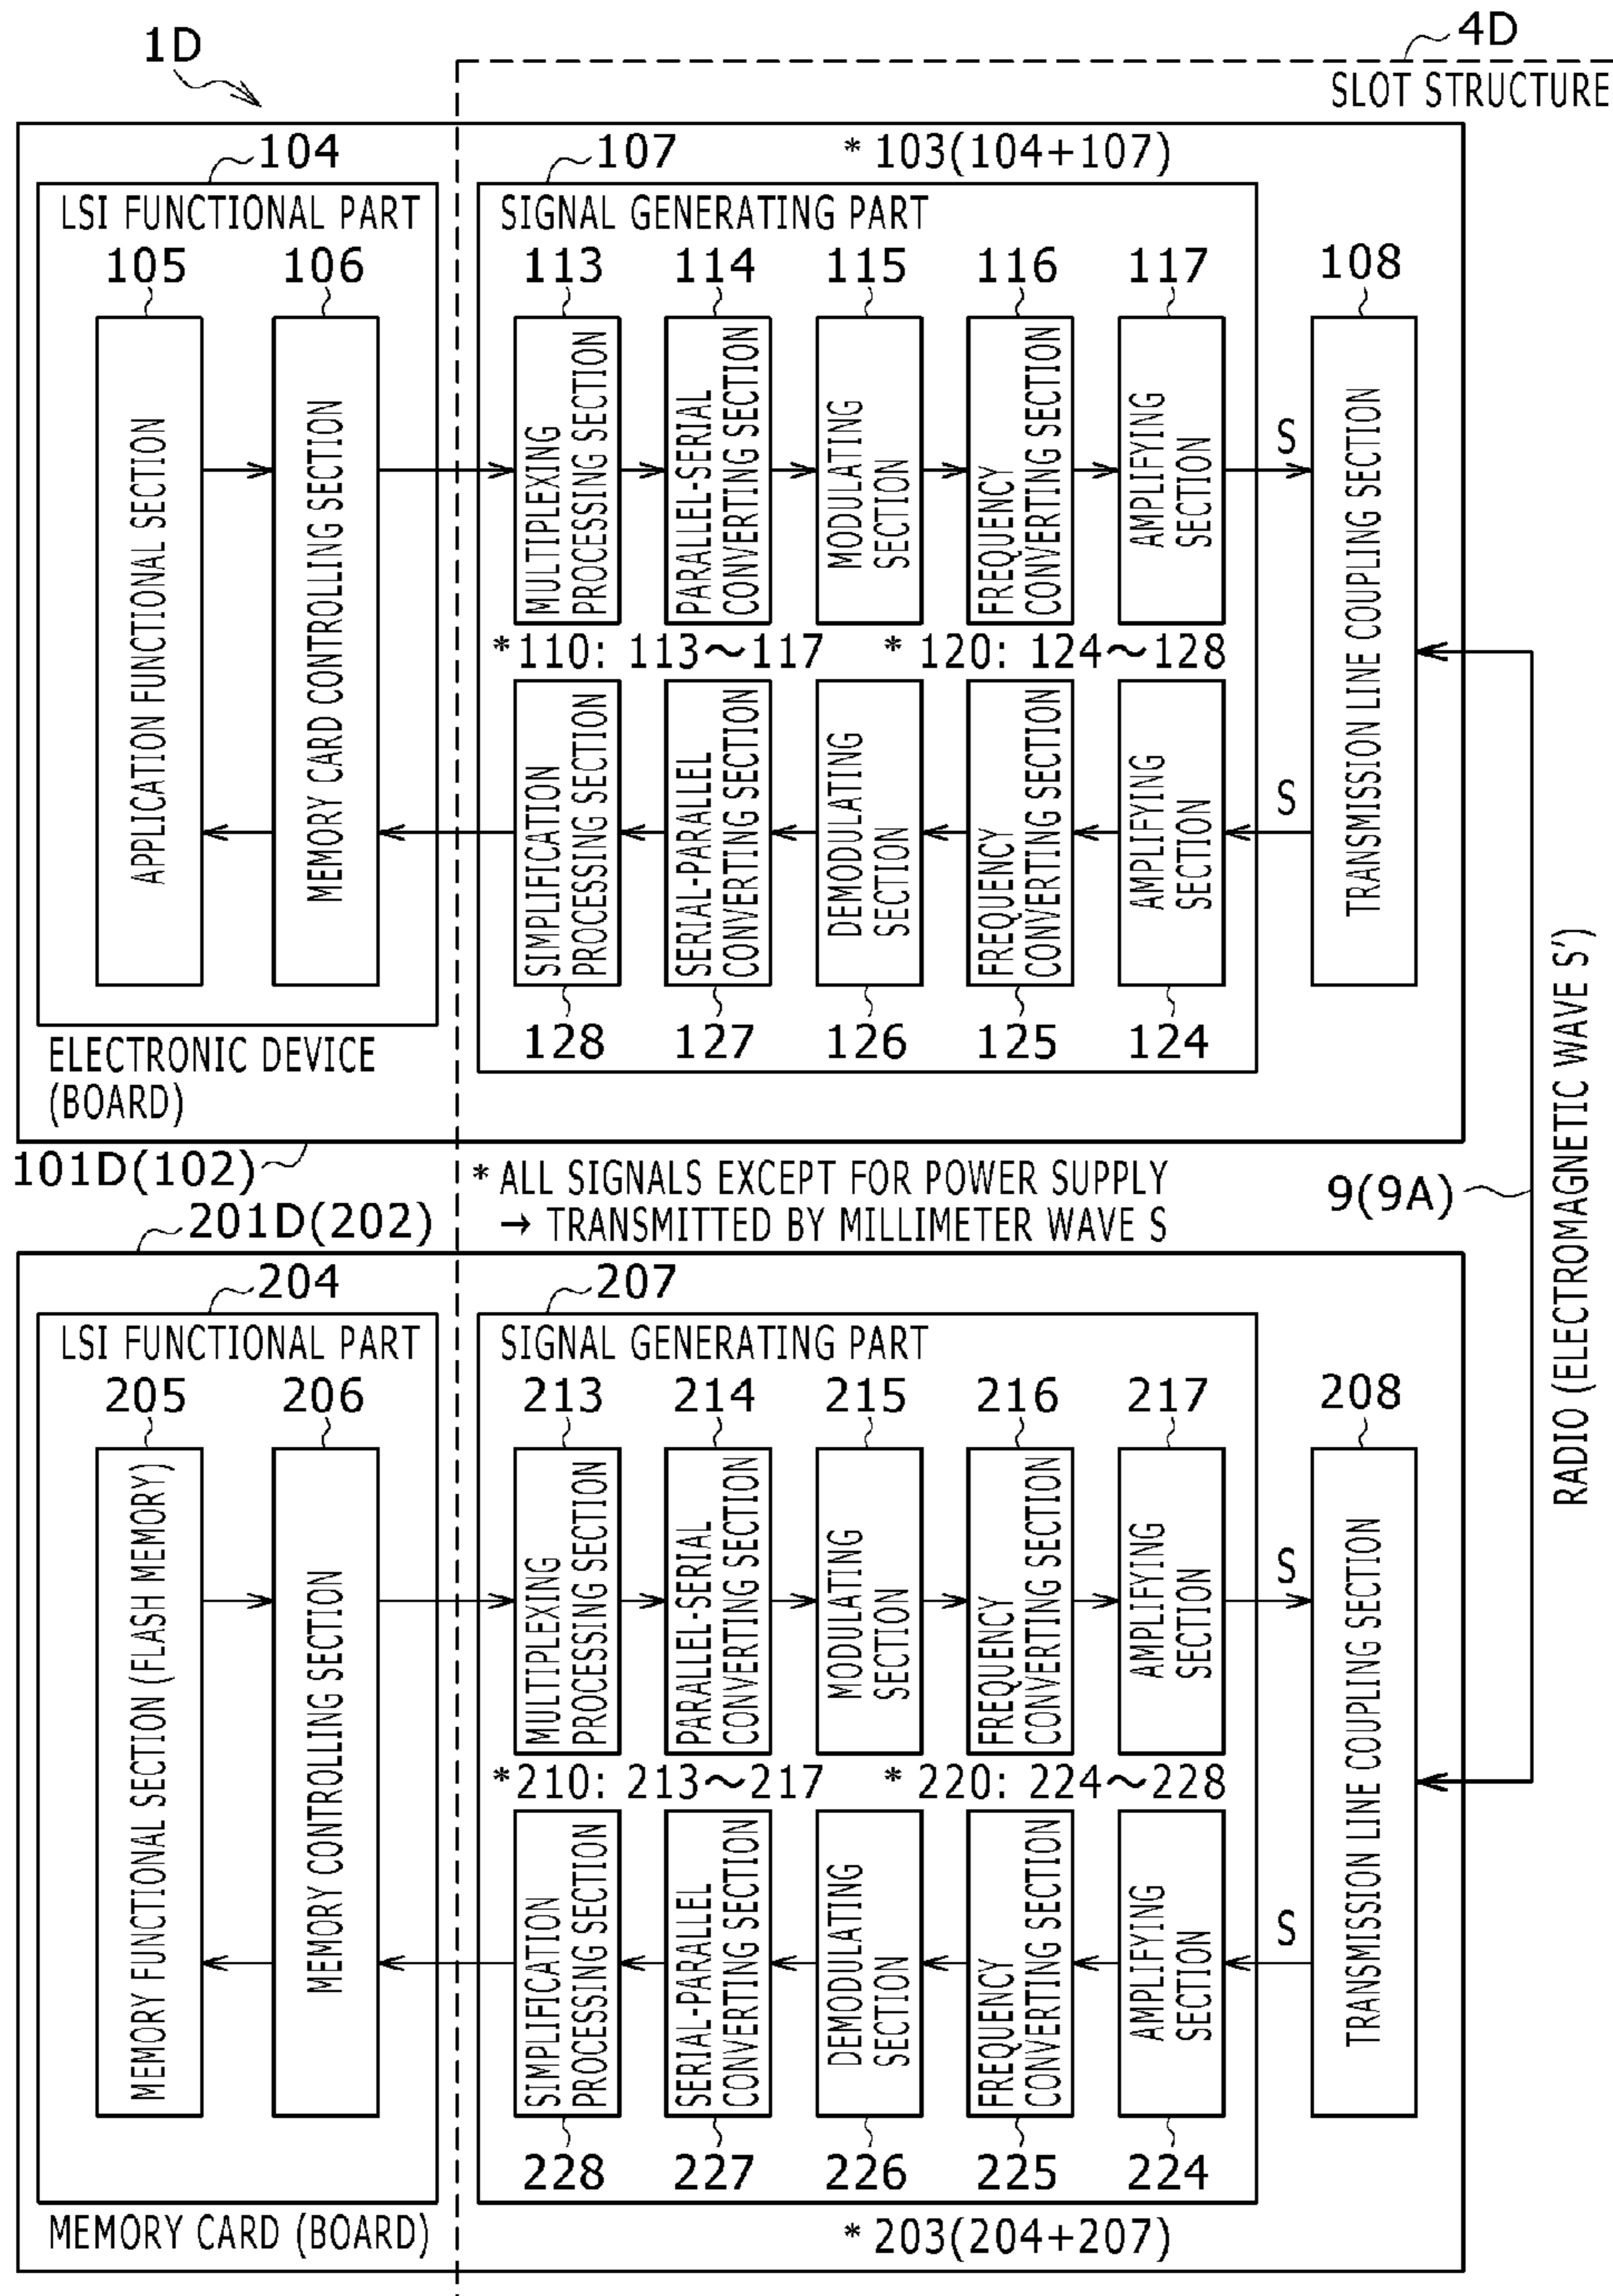 1D
4D
SLOT STRUCTURE
104
107
* 103(104+107)
LSI FUNCTIONAL PART
SIGNAL GENERATING PART
105
106
113
114
115
116
117
108
APPLICATION FUNCTIONAL SECTION
MEMORY CARD CONTROLLING SECTION
MULTIPLEXING
PROCESSING SECTION
PARALLEL-SERIAL
CONVERTING SECTION
MODULATING
SECTION
FREQUENCY
CONVERTING SECTION
AMPLIFYING
SECTION
S
TRANSMISSION LINE COUPLING SECTION
*110: 113～117
* 120: 124～128
SIMPLIFICATION
PROCESSING SECTION
SERIAL-PARALLEL
CONVERTING SECTION
DEMODULATING
SECTION
FREQUENCY
CONVERTING SECTION
AMPLIFYING
SECTION
S
128
127
126
125
124
ELECTRONIC DEVICE
(BOARD)
101D(102)
* ALL SIGNALS EXCEPT FOR POWER SUPPLY
→ TRANSMITTED BY MILLIMETER WAVE S
9(9A)
RADIO (ELECTROMAGNETIC WAVE S')
201D(202)
204
207
LSI FUNCTIONAL PART
SIGNAL GENERATING PART
205
206
213
214
215
216
217
208
MEMORY FUNCTIONAL SECTION (FLASH MEMORY)
MEMORY CONTROLLING SECTION
MULTIPLEXING
PROCESSING SECTION
PARALLEL-SERIAL
CONVERTING SECTION
MODULATING
SECTION
FREQUENCY
CONVERTING SECTION
AMPLIFYING
SECTION
S
TRANSMISSION LINE COUPLING SECTION
*210: 213～217
* 220: 224～228
SIMPLIFICATION
PROCESSING SECTION
SERIAL-PARALLEL
CONVERTING SECTION
DEMODULATING
SECTION
FREQUENCY
CONVERTING SECTION
AMPLIFYING
SECTION
S
228
227
226
225
224
MEMORY CARD (BOARD)
* 203(204+207)